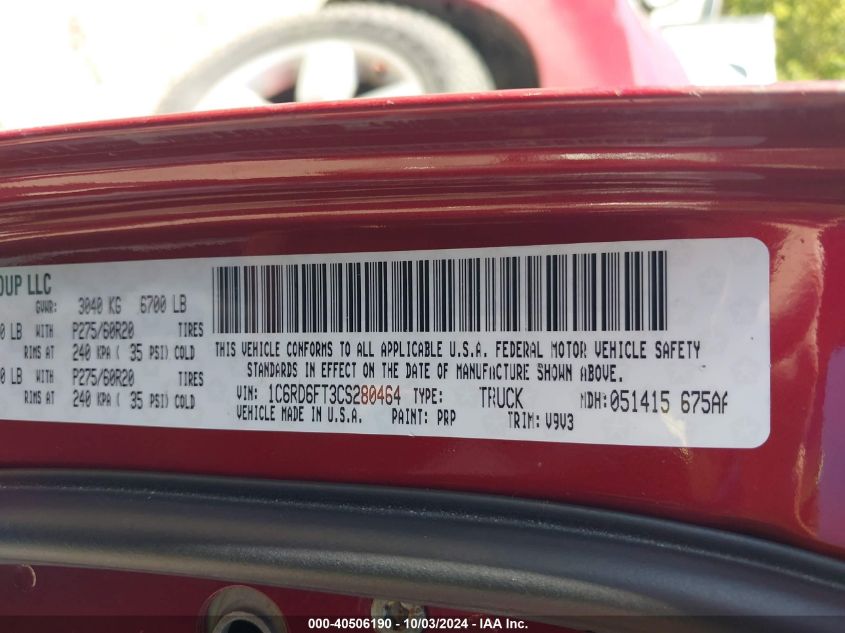 OUP LLC
GVWR: 3040 KG 6700 LB
0 LB WITH P275/60R20 TIRES
RIMS AT 240 KPA ( 35 PSI) COLD
0 LB WITH P275/60R20 TIRES
RIMS AT 240 KPA ( 35 PSI) COLD
THIS VEHICLE CONFORMS TO ALL APPLICABLE U.S.A. FEDERAL MOTOR VEHICLE SAFETY
STANDARDS IN EFFECT ON THE DATE OF MANUFACTURE SHOWN ABOVE.
VIN: 1C6RD6FT3CS280464 TYPE: TRUCK MDH:051415 675AA
VEHICLE MADE IN U.S.A. PAINT: PRP TRIM: V9V3
000-40506190 - 10/03/2024 - IAA Inc.